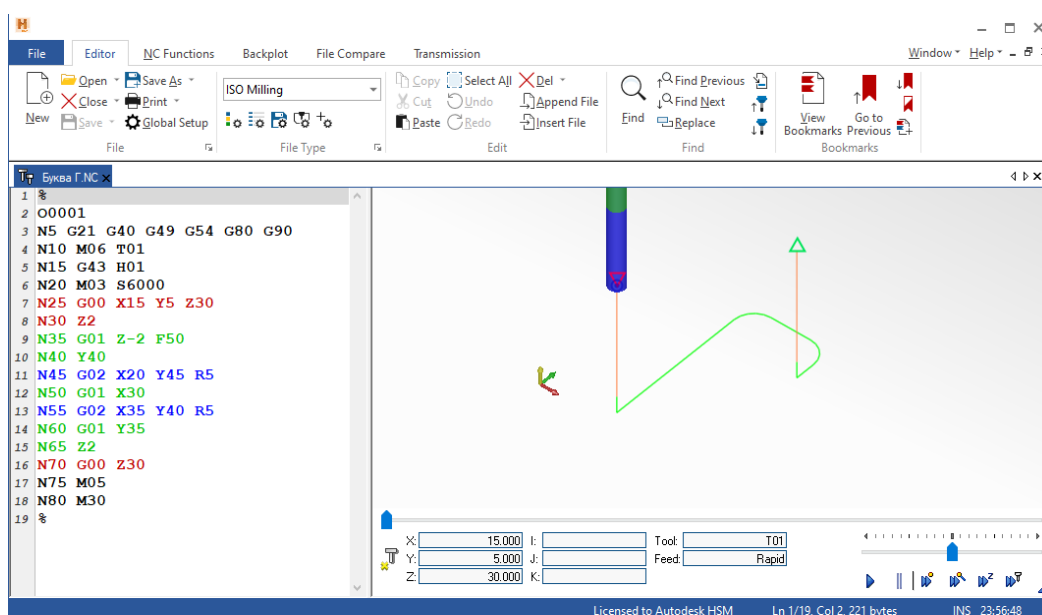 File Editor NC Functions Backplot File Compare Transmission Window Help
New Open Close Save Save As Print Global Setup
File
ISO Milling
File Type
Copy Cut Paste Select All Undo Redo Del Append File Insert File
Edit
Find Find Previous Find Next Replace
Find
View Bookmarks Go to Previous
Bookmarks
Буква Г.NC
1 %
2 O0001
3 N5 G21 G40 G49 G54 G80 G90
4 N10 M06 T01
5 N15 G43 H01
6 N20 M03 S6000
7 N25 G00 X15 Y5 Z30
8 N30 Z2
9 N35 G01 Z-2 F50
10 N40 Y40
11 N45 G02 X20 Y45 R5
12 N50 G01 X30
13 N55 G02 X35 Y40 R5
14 N60 G01 Y35
15 N65 Z2
16 N70 G00 Z30
17 N75 M05
18 N80 M30
19 %
X: 15.000 I: Tool: T01
Y: 5.000 J: Feed: Rapid
Z: 30.000 K:
Licensed to Autodesk HSM Ln 1/19, Col 2, 221 bytes INS 23:56:48